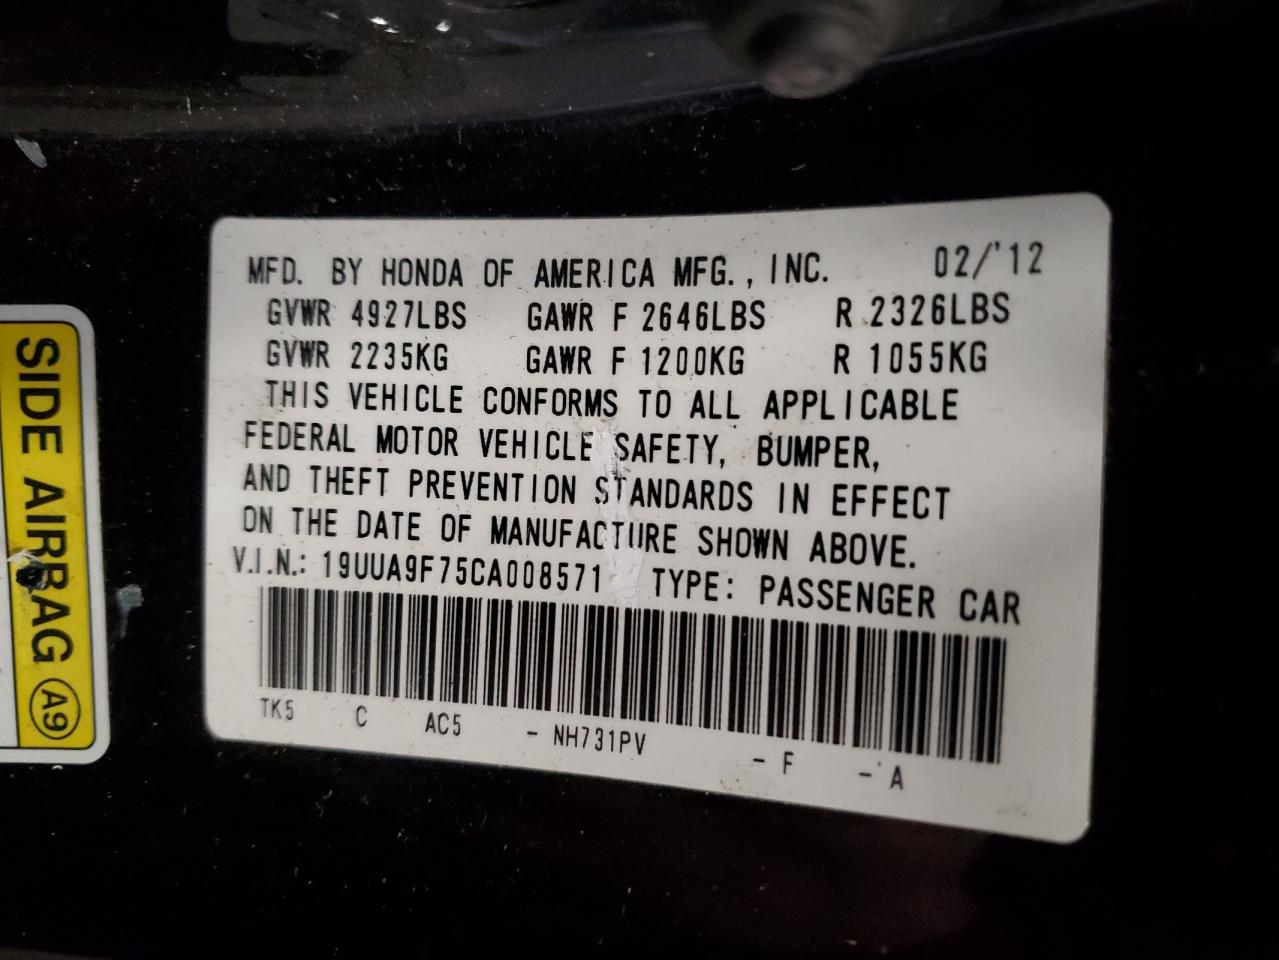 MFD. BY HONDA OF AMERICA MFG., INC. 02/'12
GVWR 4927LBS GAWR F 2646LBS R 2326LBS
GVWR 2235KG GAWR F 1200KG R 1055KG
THIS VEHICLE CONFORMS TO ALL APPLICABLE
FEDERAL MOTOR VEHICLE SAFETY, BUMPER,
AND THEFT PREVENTION STANDARDS IN EFFECT
ON THE DATE OF MANUFACTURE SHOWN ABOVE.
V.I.N.: 19UUA9F75CA008571 TYPE: PASSENGER CAR
TK5 C AC5 - NH731PV - F - A
SIDE AIRBAG A9